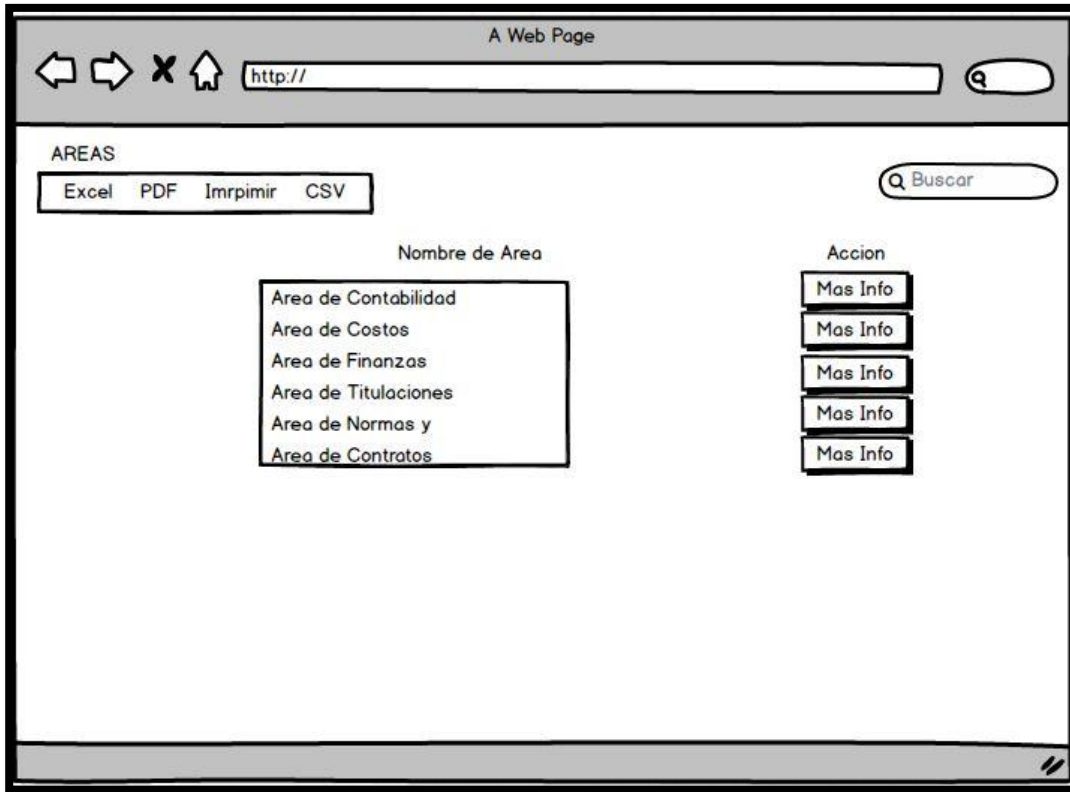 A Web Page
http://
AREAS
Excel PDF Imrpimir CSV
Buscar
Nombre de Area Accion
Area de Contabilidad Mas Info
Area de Costos Mas Info
Area de Finanzas Mas Info
Area de Titulaciones Mas Info
Area de Normas y
Area de Contratos Mas Info